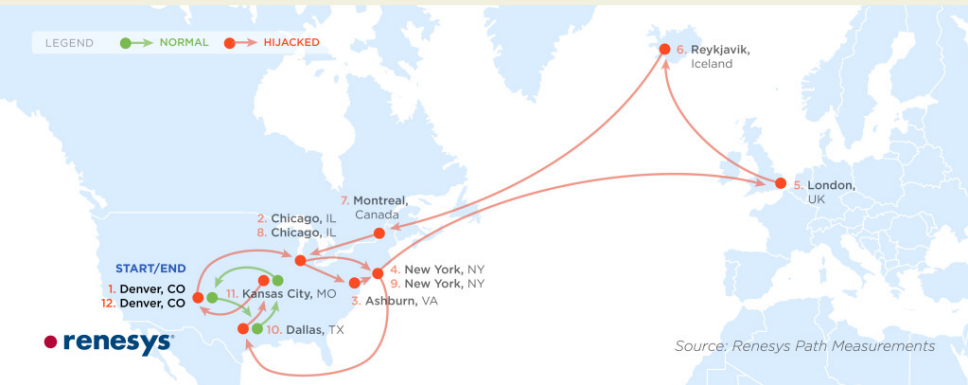 LEGEND NORMAL HIJACKED
6. Reykjavik,
Iceland
5. London,
UK
7. Montreal,
Canada
2. Chicago, IL
8. Chicago, IL
START/END
1. Denver, CO
12. Denver, CO
4. New York, NY
9. New York, NY
11. Kansas City, MO
3. Ashburn, VA
10. Dallas, TX
renesys
Source: Renesys Path Measurements